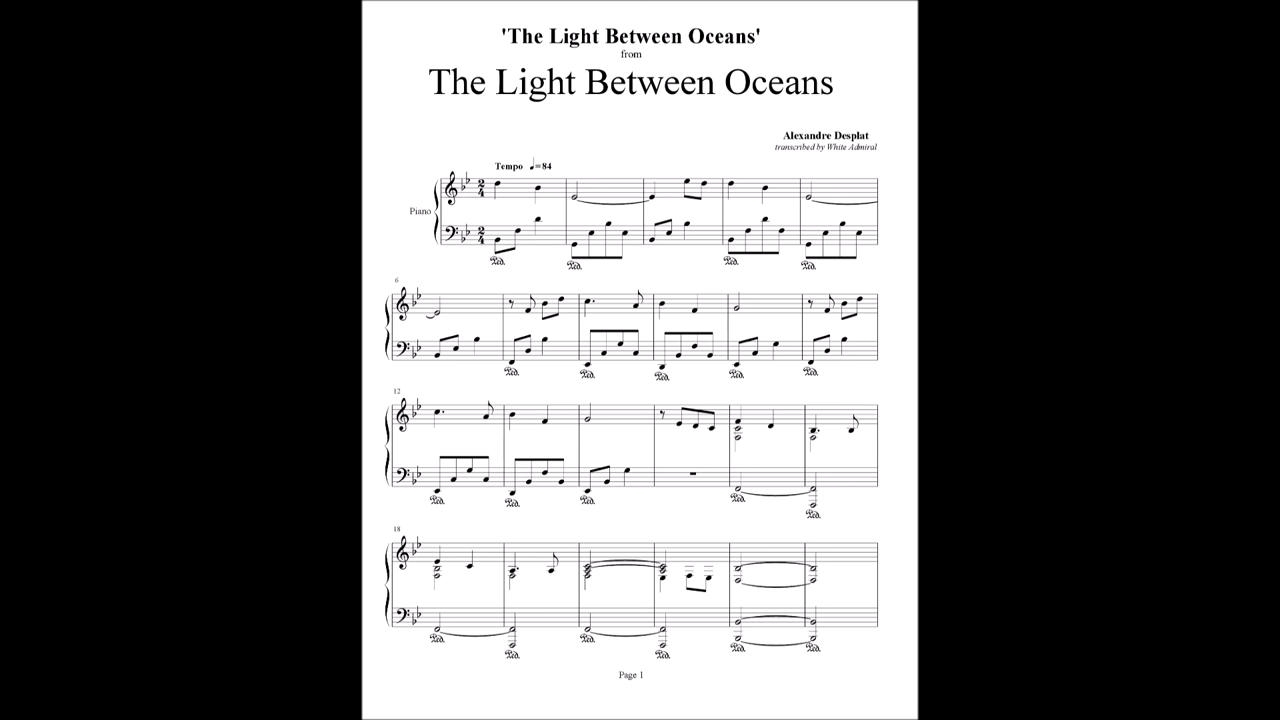 'The Light Between Oceans'
from
The Light Between Oceans
Alexandre Desplat
transcribed by White Admiral
Tempo ♩=84
Piano
6
12
18
Page 1